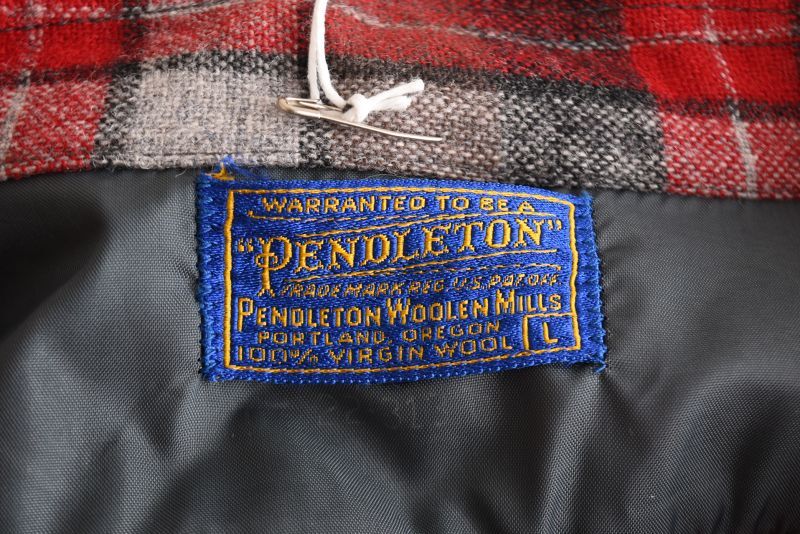 WARRANTED TO BE A
"PENDLETON"
TRADE MARK REG. U.S. PAT. OFF.
PENDLETON WOOLEN MILLS
PORTLAND, OREGON
100% VIRGIN WOOL
L